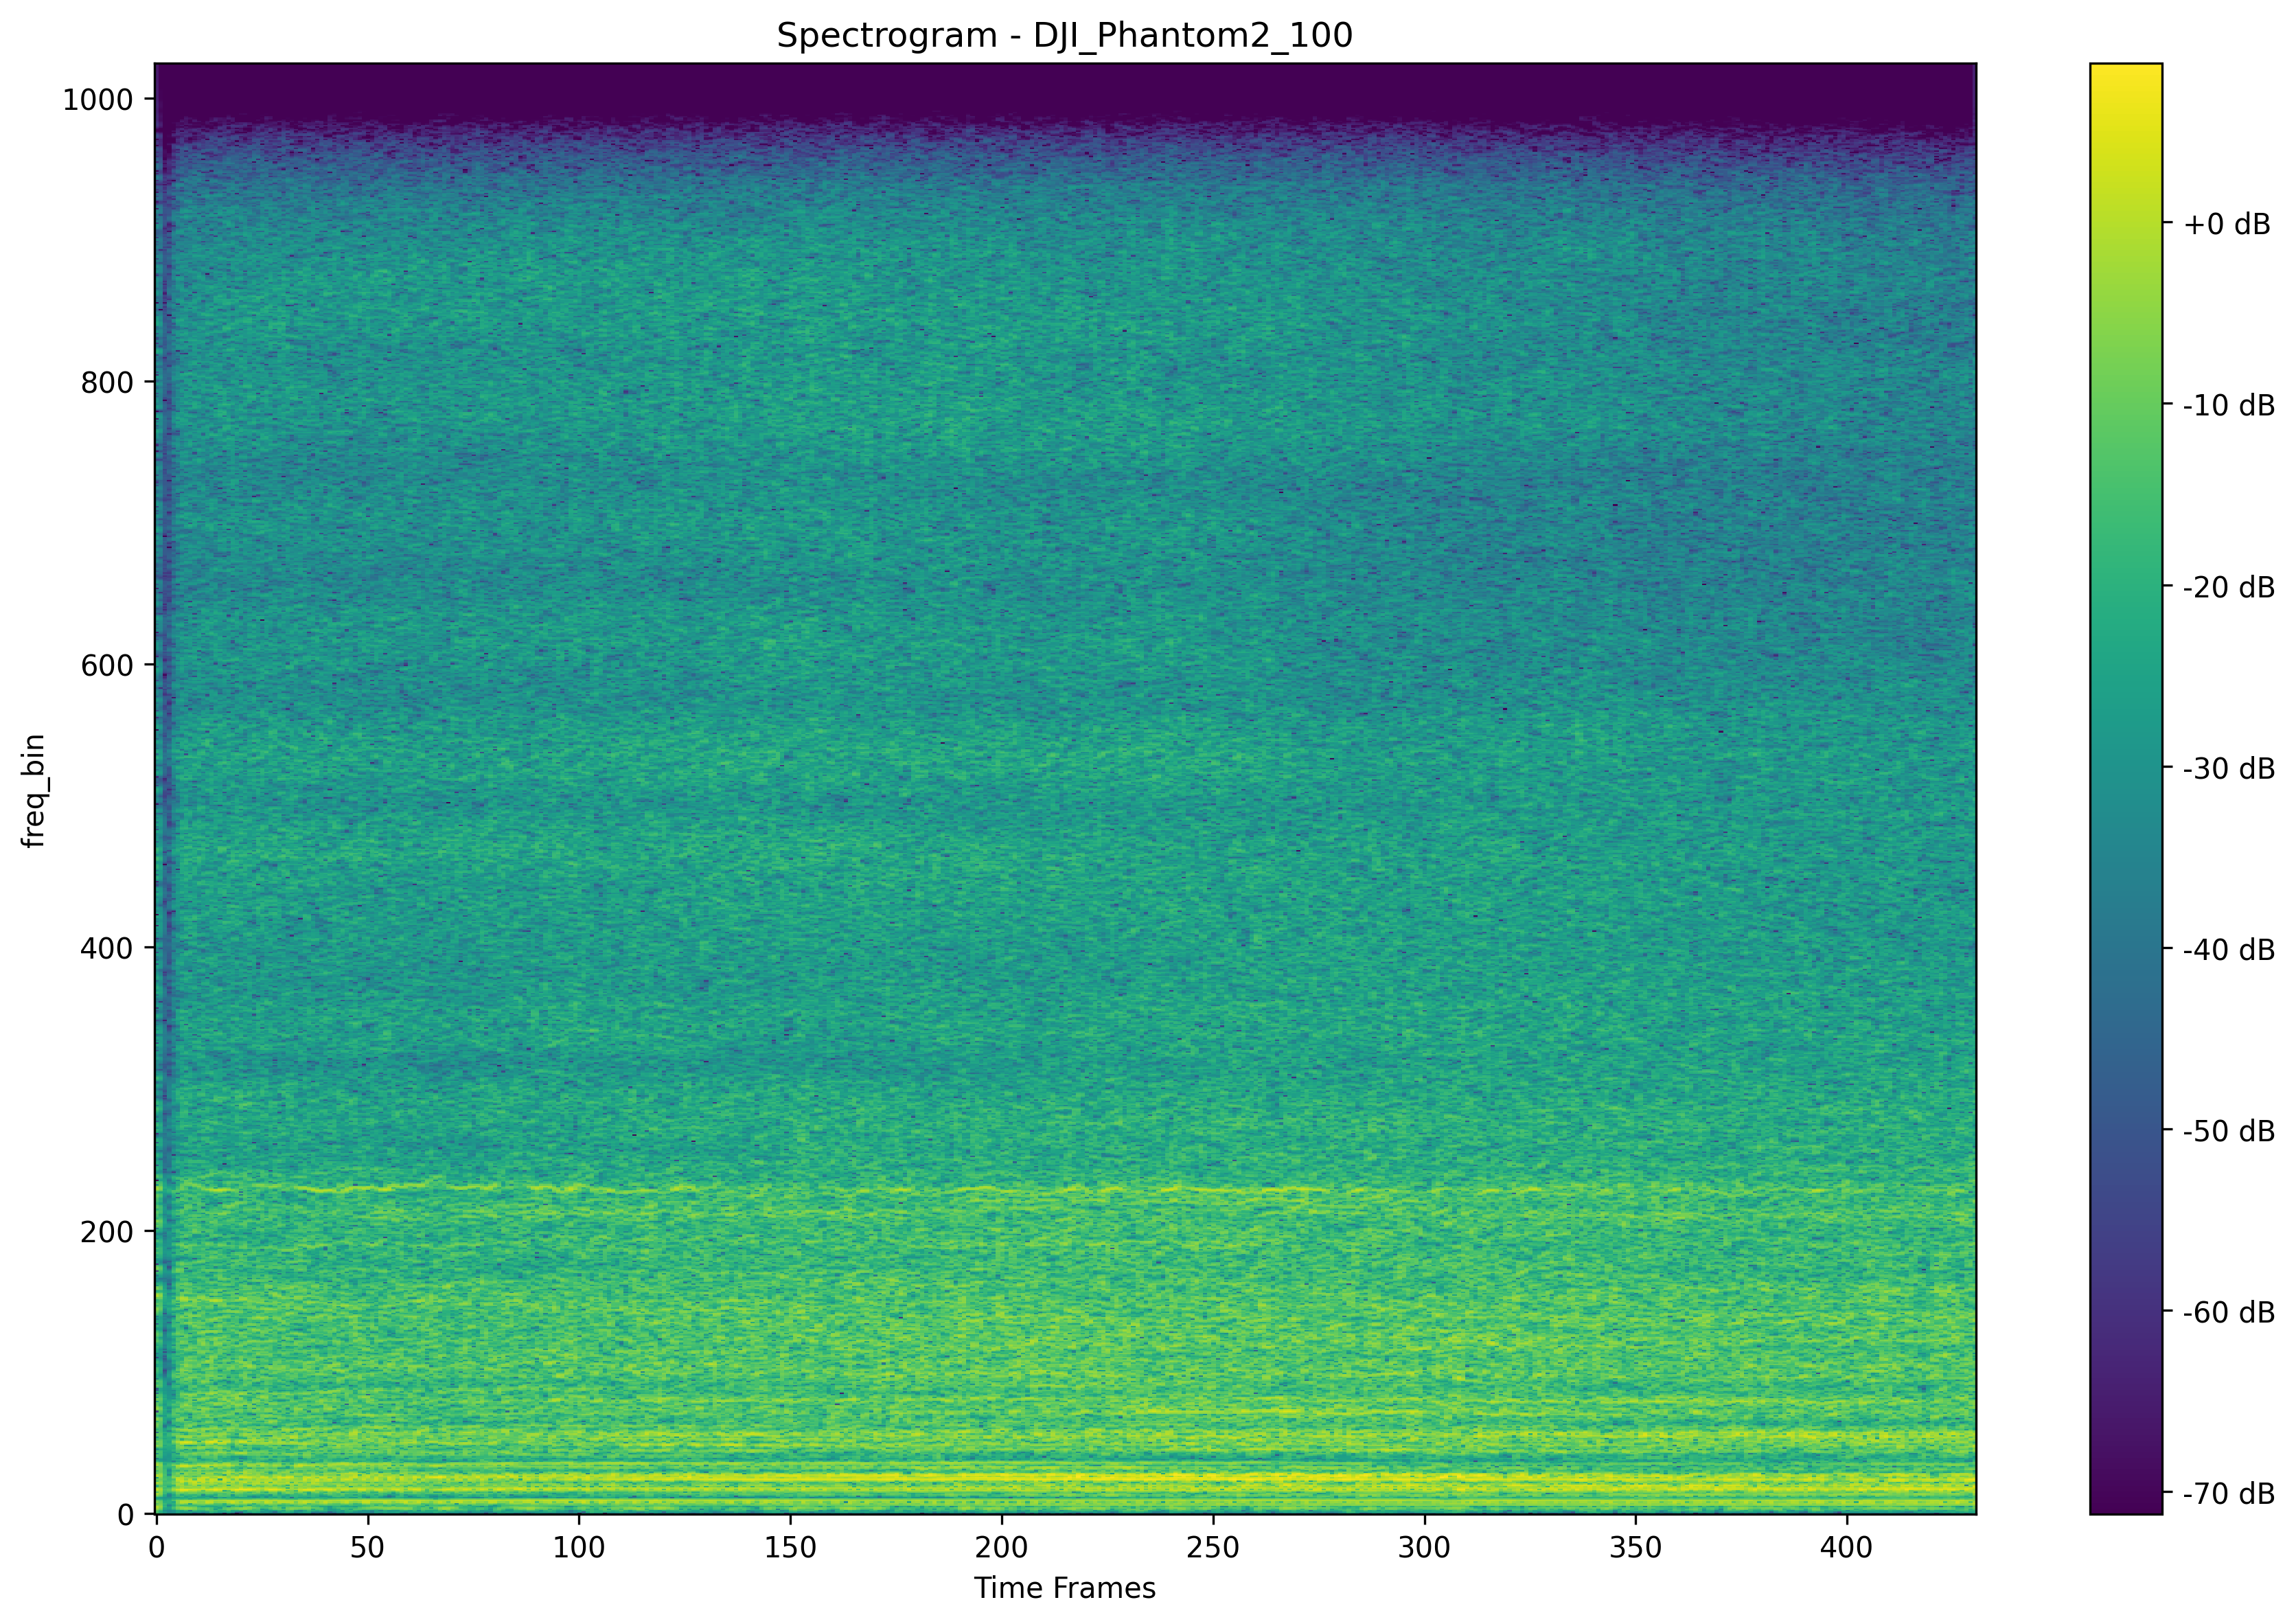 Spectrogram - DJI_Phantom2_100
1000
800
600
400
200
0
freq_bin
0 50 100 150 200 250 300 350 400
Time Frames
+0 dB
-10 dB
-20 dB
-30 dB
-40 dB
-50 dB
-60 dB
-70 dB